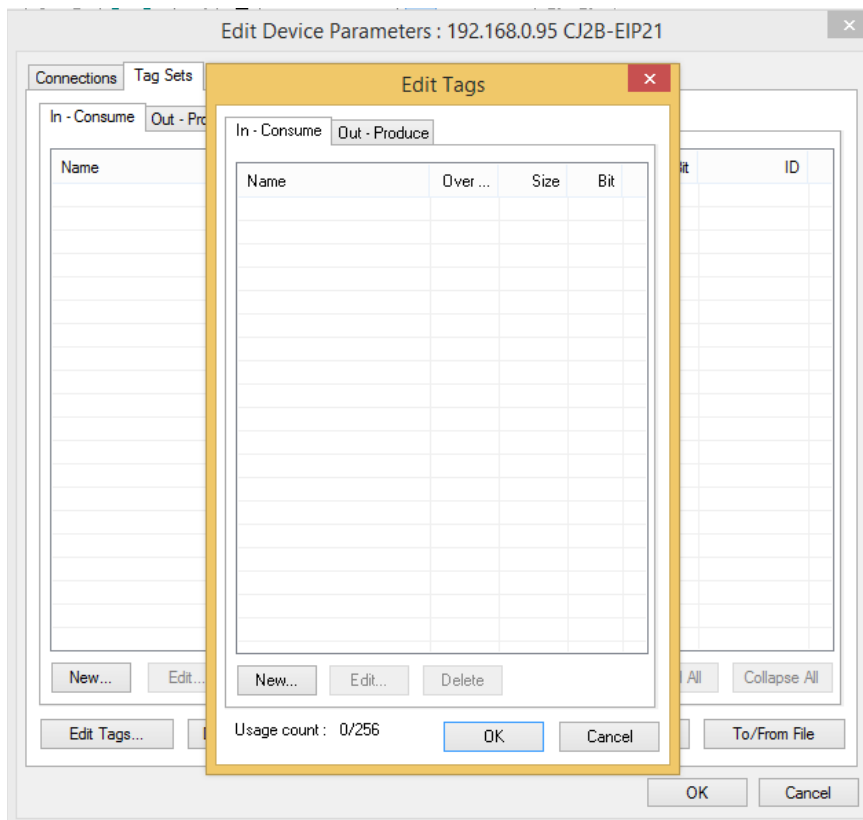 Edit Device Parameters : 192.168.0.95 CJ2B-EIP21
Connections Tag Sets
Edit Tags
In - Consume Out - Pro
In - Consume Out - Produce
Name
ID
Name Over ... Size Bit
New... Edit...
New... Edit... Delete
All Collapse All
Edit Tags...
Usage count : 0/256
OK Cancel
To/From File
OK Cancel